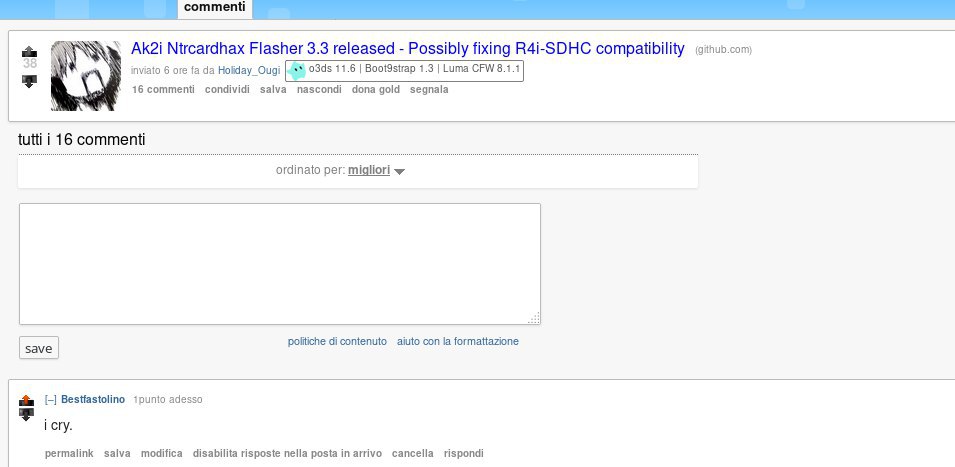 commenti
Ak2i Ntrcardhax Flasher 3.3 released - Possibly fixing R4i-SDHC compatibility (github.com)
38
inviato 6 ore fa da Holiday_Ougi o3ds 11.6 | Boot9strap 1.3 | Luma CFW 8.1.1
16 commenti condividi salva nascondi dona gold segnala
tutti i 16 commenti
ordinato per: migliori
save politiche di contenuto aiuto con la formattazione
[–] Bestfastolino 1punto adesso
i cry.
permalink salva modifica disabilita risposte nella posta in arrivo cancella rispondi